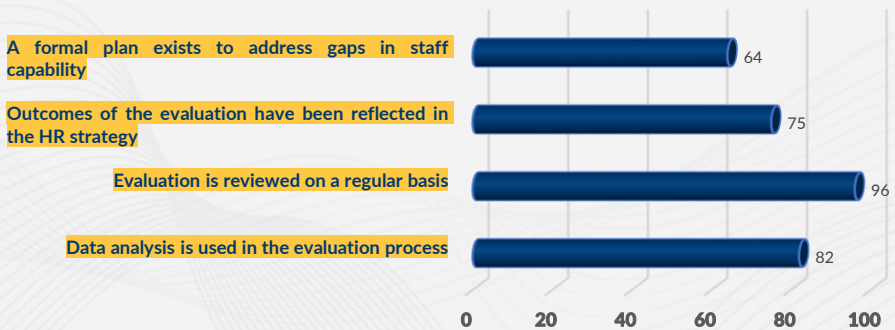 A formal plan exists to address gaps in staff
capability
64
Outcomes of the evaluation have been reflected in
the HR strategy
75
Evaluation is reviewed on a regular basis
96
Data analysis is used in the evaluation process
82
0 20 40 60 80 100